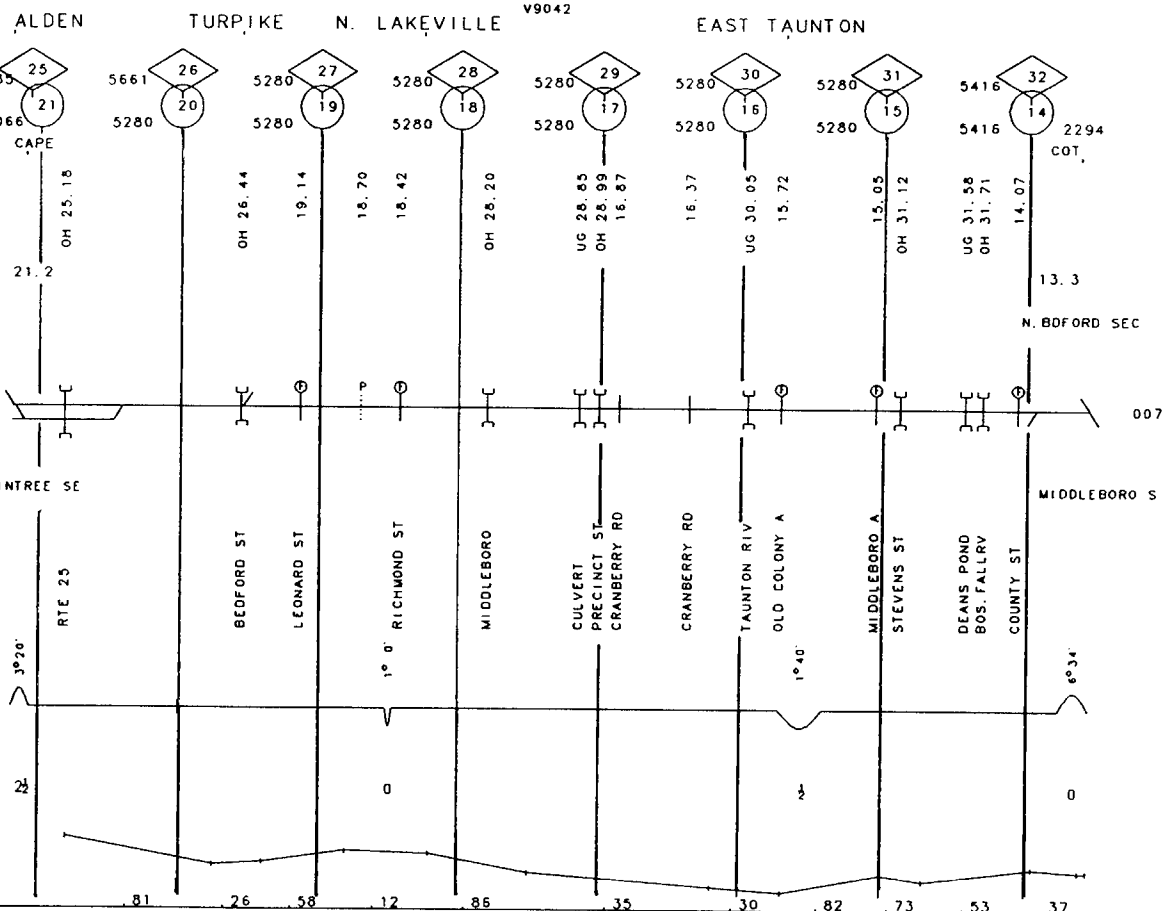 V9042
ALDEN TURPIKE N. LAKEVILLE EAST TAUNTON
25 26 27 28 29 30 31 32
5661 5280 5280 5280 5280 5280 5416
21 20 19 18 17 16 15 14
066 5280 5280 5280 5280 5280 5280 5416 2294
CAPE COT,
OH 25.18
OH 26.44
19.14
18.70
18.42
OH 28.20
UG 28.85
OH 28.99
16.87
16.37
UG 30.05
15.72
15.05
OH 31.12
UG 31.58
OH 31.71
14.07
21.2 13.3
N. BDFORD SEC
P
F F F F F
007
NTREE SE MIDDLEBORO S
RTE 25
BEDFORD ST
LEONARD ST
RICHMOND ST
MIDDLEBORO
CULVERT
PRECINCT ST
CRANBERRY RD
CRANBERRY RD
TAUNTON RIV
OLD COLONY A
MIDDLEBORO A
STEVENS ST
DEANS POND
BOS. FALLRV
COUNTY ST
3°20' 1°0' 1°40' 6°34'
2½ 0 ½ 0
.81 .26 .58 .12 .86 .35 .30 .82 .73 .53 .37